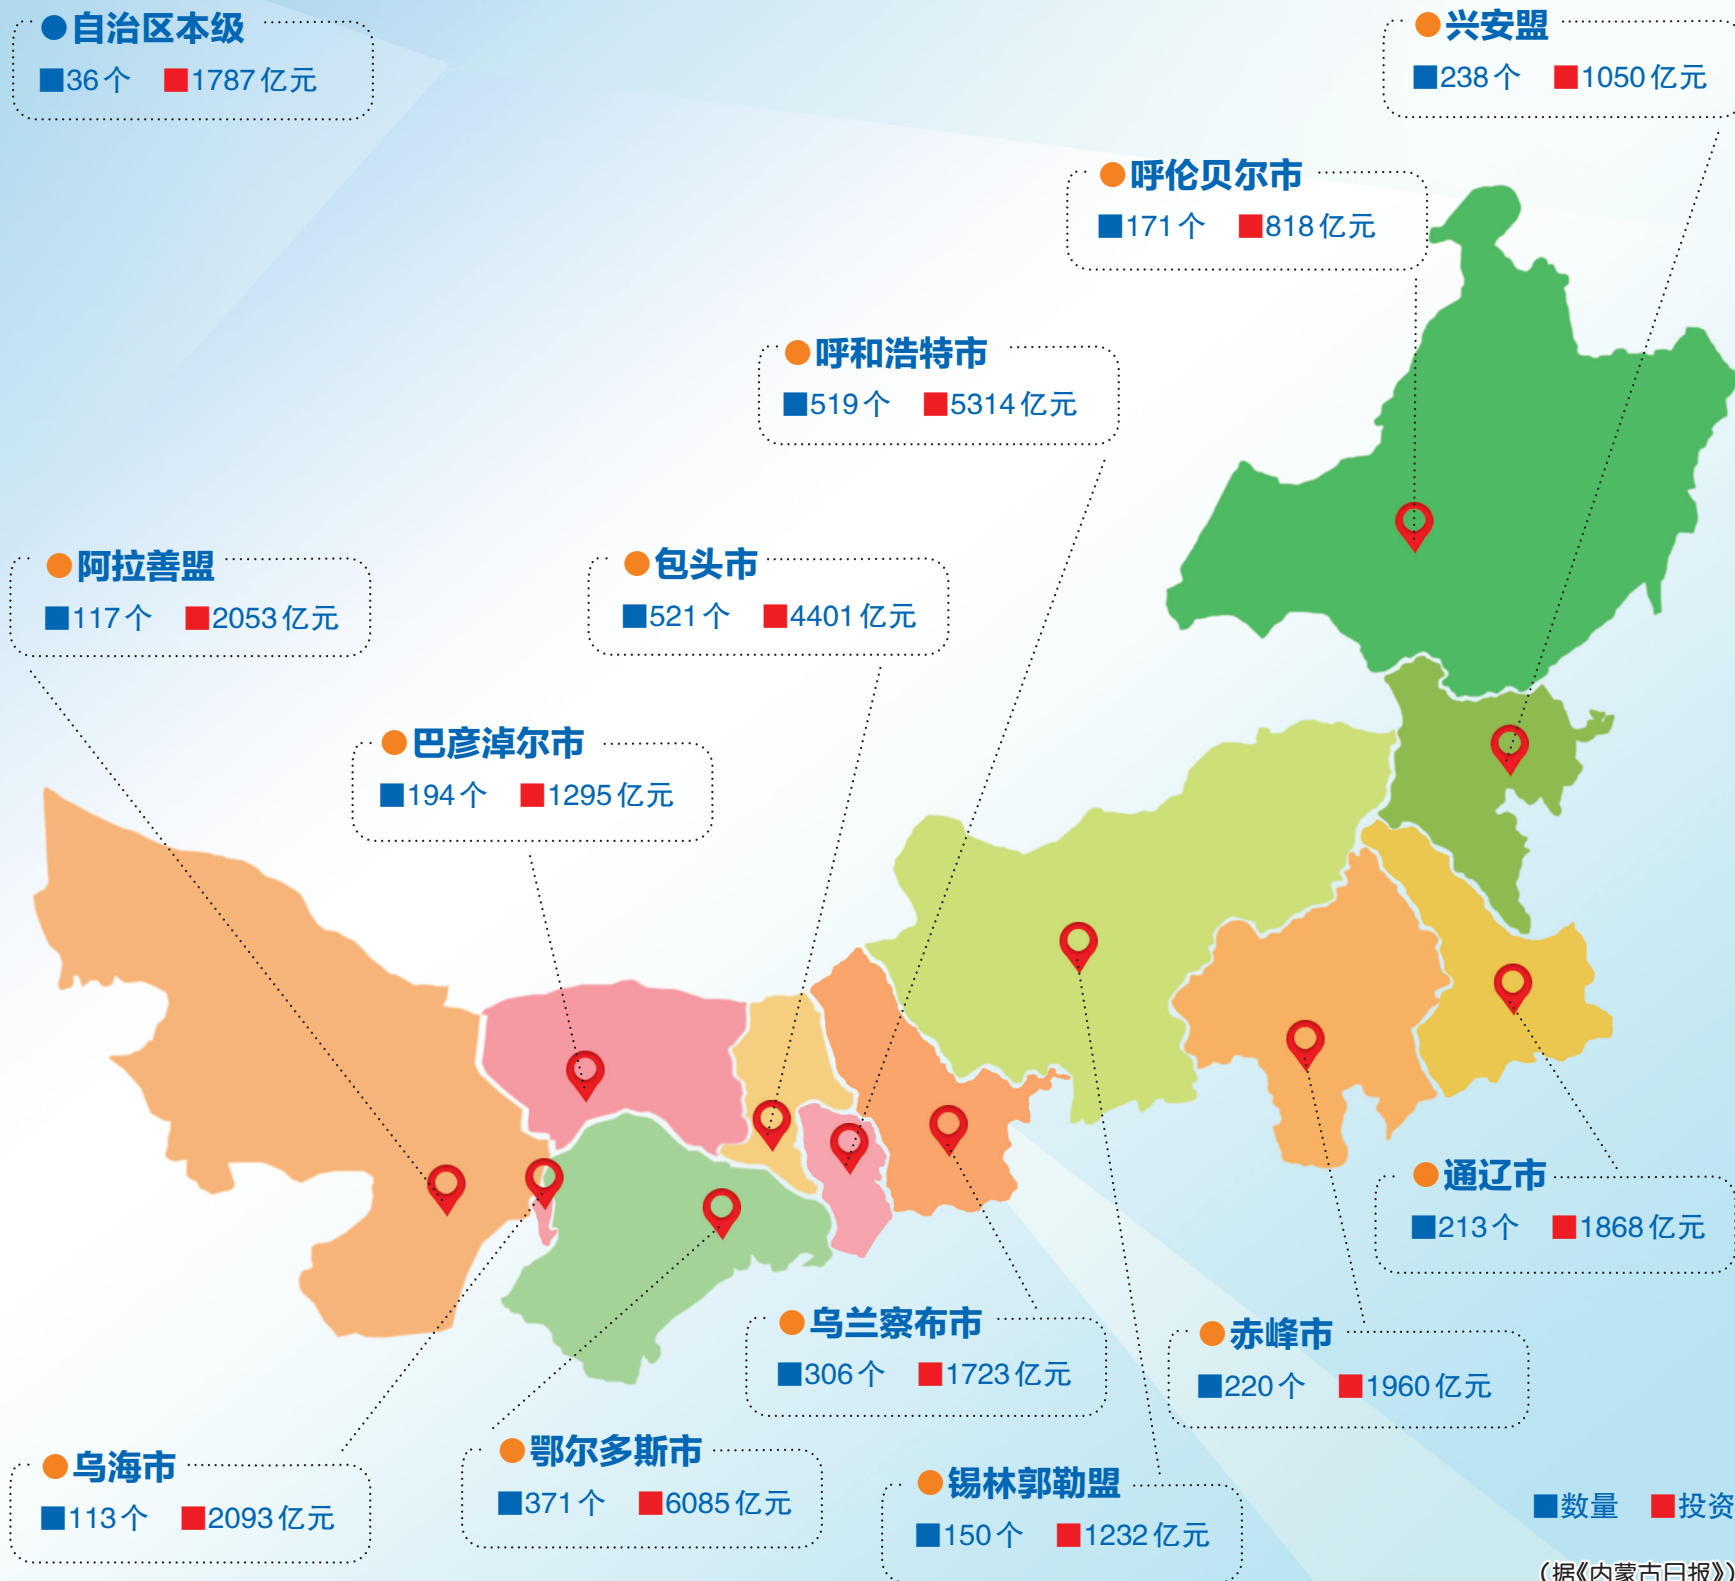 自治区本级
36个 1787亿元
兴安盟
238个 1050亿元
呼伦贝尔市
171个 818亿元
呼和浩特市
519个 5314亿元
阿拉善盟
117个 2053亿元
包头市
521个 4401亿元
巴彦淖尔市
194个 1295亿元
通辽市
213个 1868亿元
乌兰察布市
306个 1723亿元
赤峰市
220个 1960亿元
乌海市
113个 2093亿元
鄂尔多斯市
371个 6085亿元
锡林郭勒盟
150个 1232亿元
数量 投资
（据《内蒙古日报》）